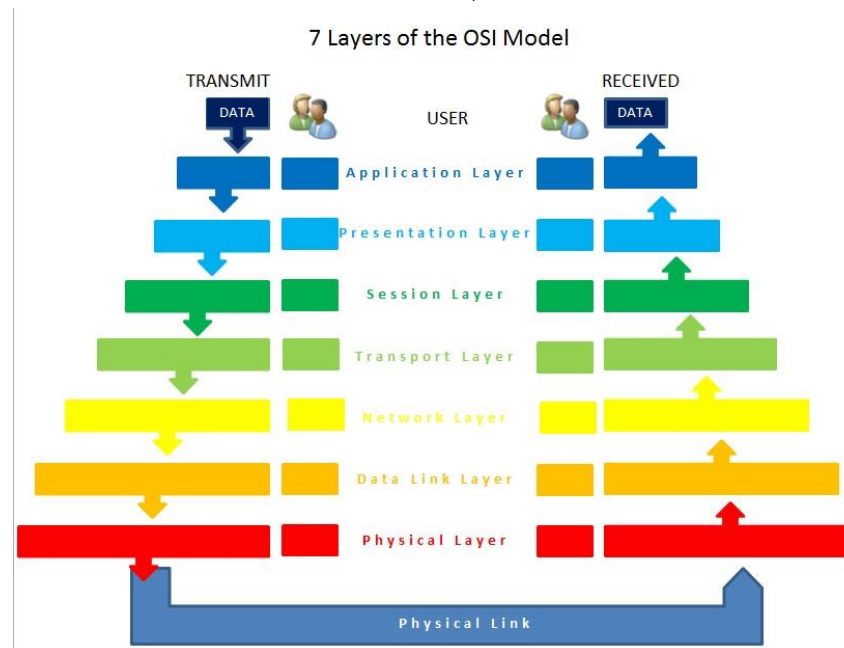 7 Layers of the OSI Model
TRANSMIT
RECEIVED
DATA
USER
DATA
Application Layer
Presentation Layer
Session Layer
Transport Layer
Network Layer
Data Link Layer
Physical Layer
Physical Link